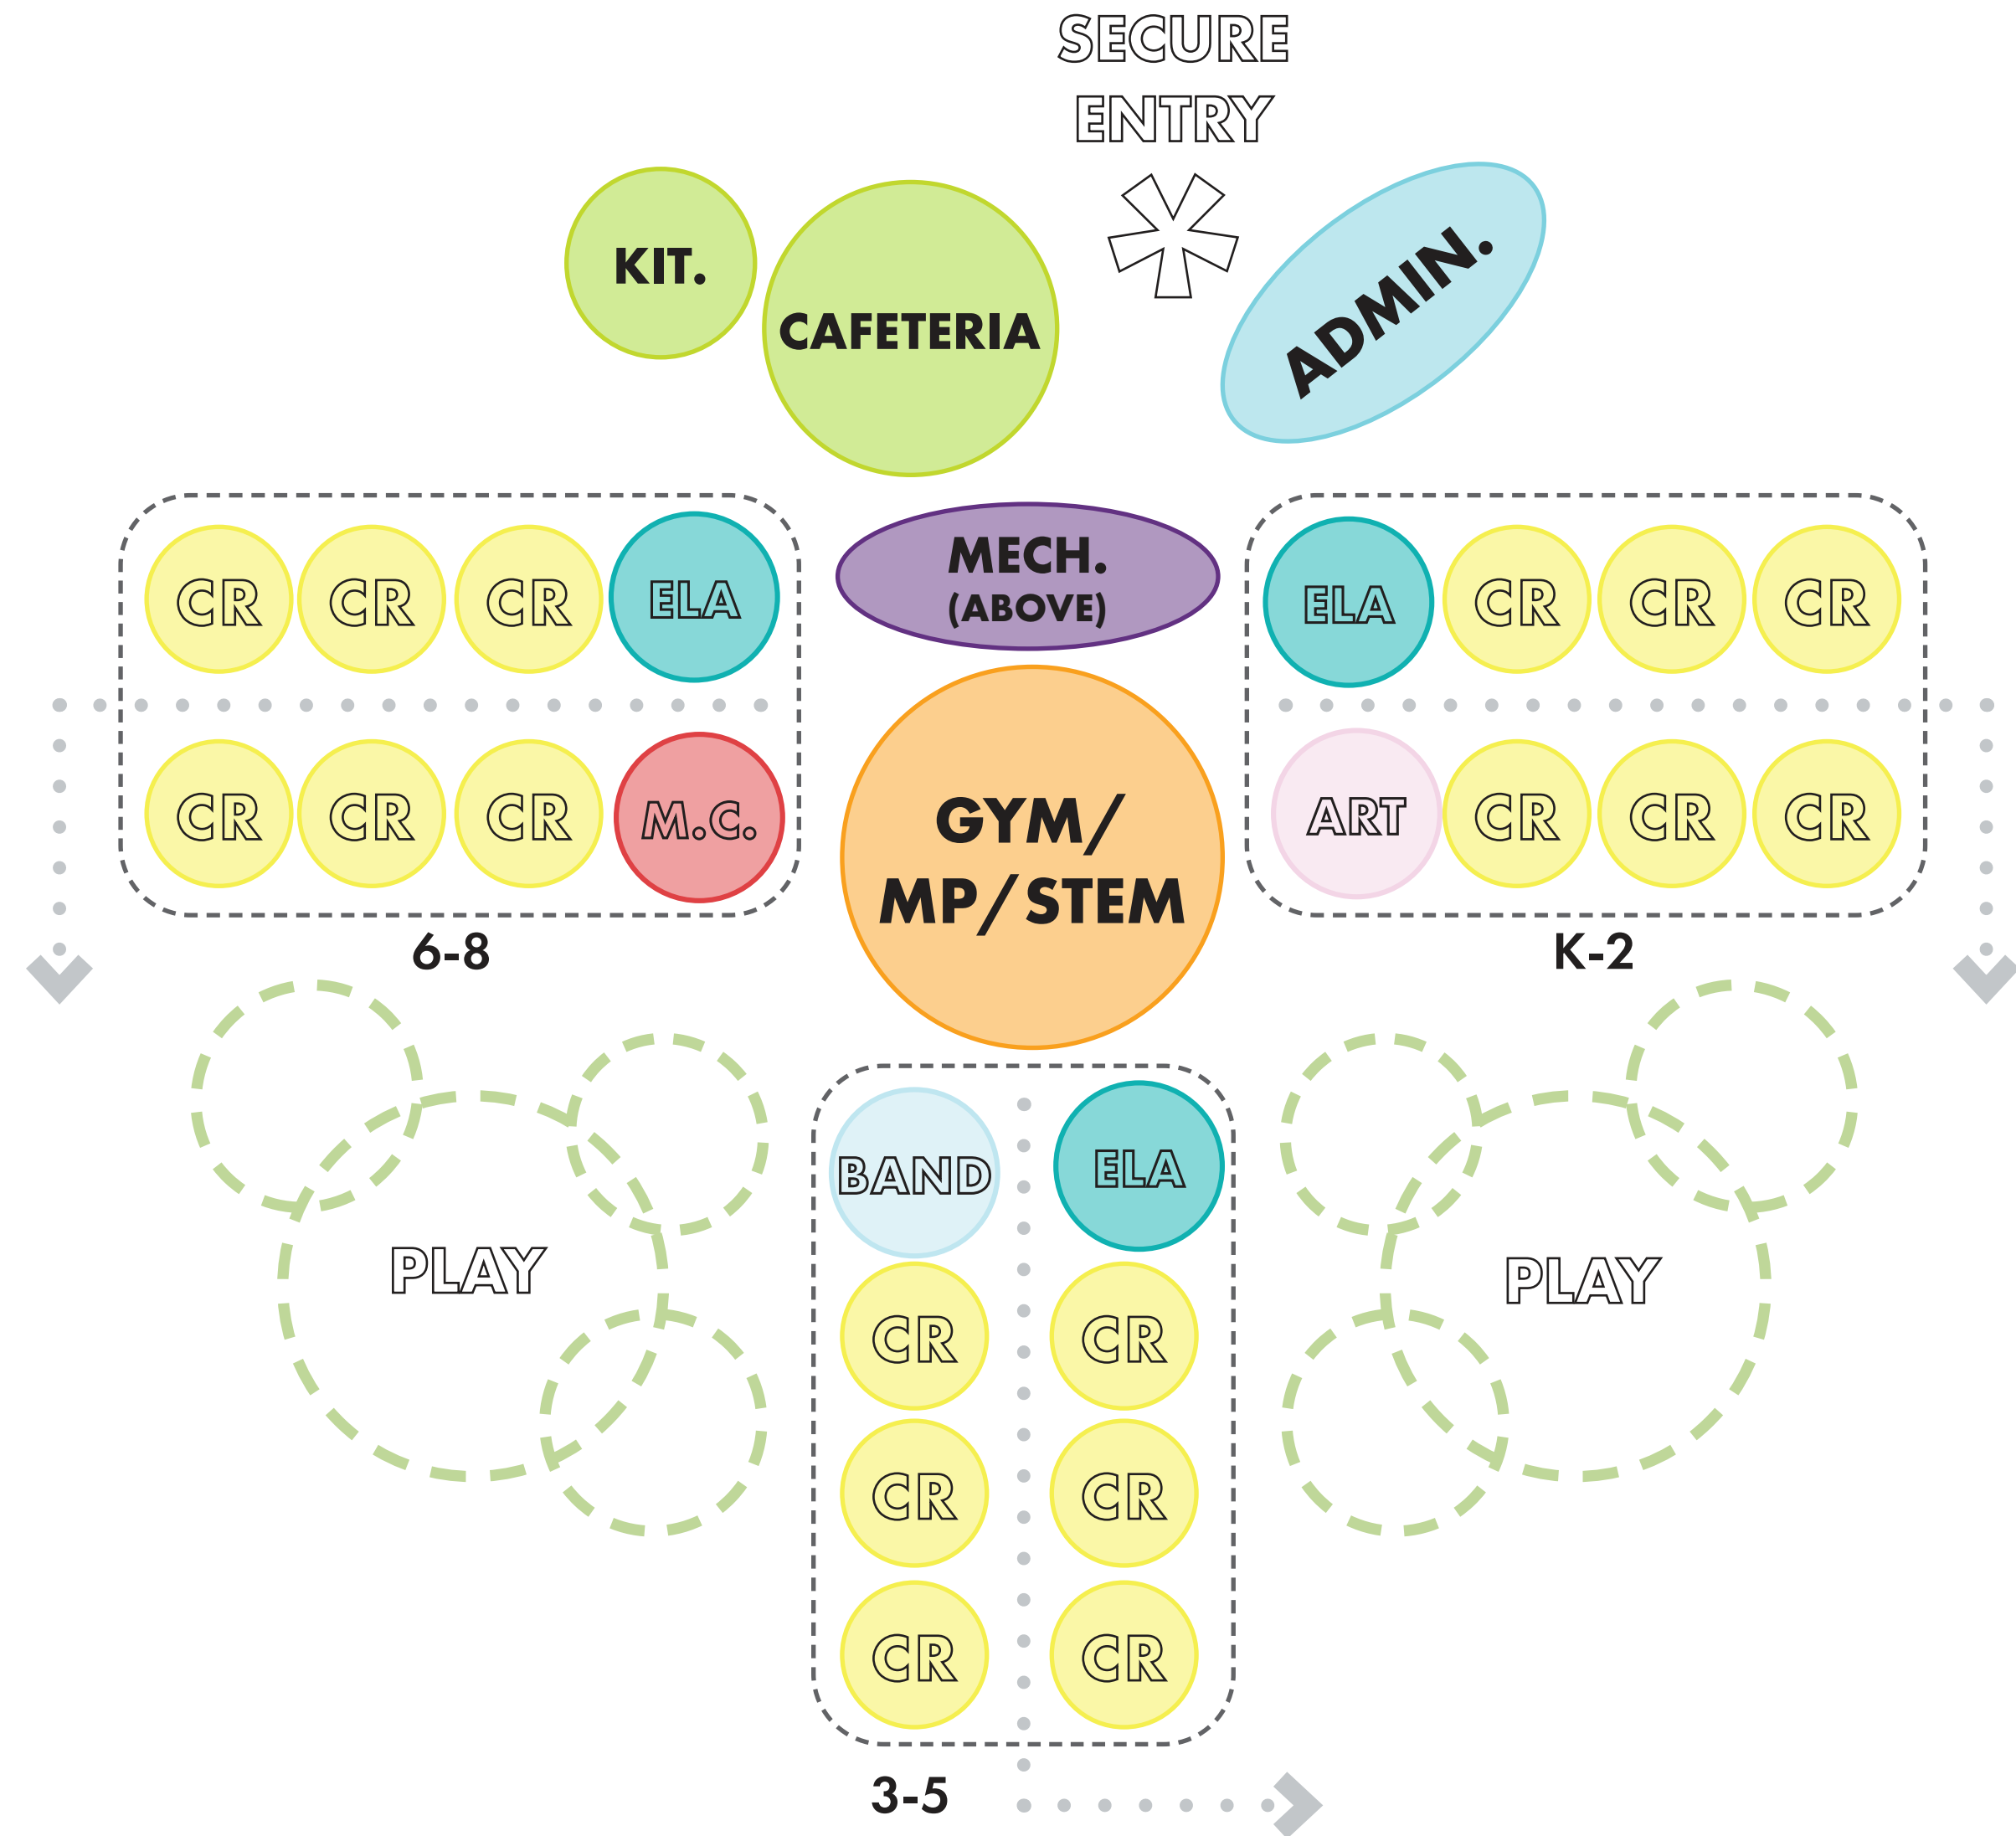 SECURE
ENTRY
KIT.
CAFETERIA
ADMIN.
MECH.
(ABOVE)
CR CR CR ELA
ELA CR CR CR
CR CR CR M.C.
ART CR CR CR
GYM/
MP/STEM
6-8
K-2
BAND ELA
PLAY
PLAY
CR CR
CR CR
CR CR
3-5